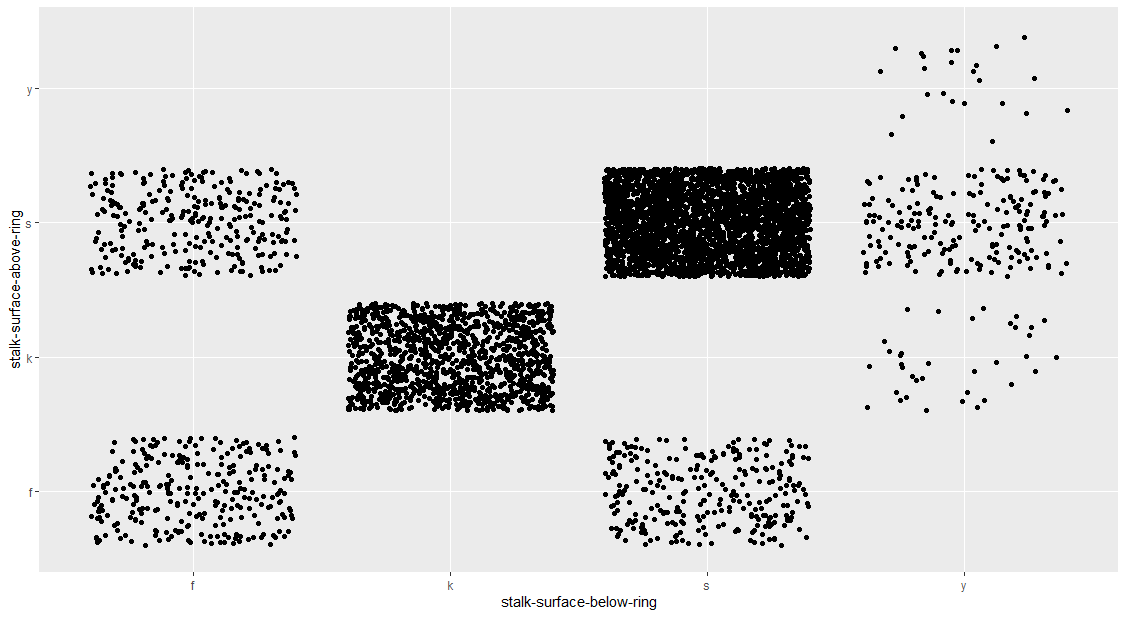 stalk-surface-above-ring
y
s
k
f
f
k
s
y
stalk-surface-below-ring